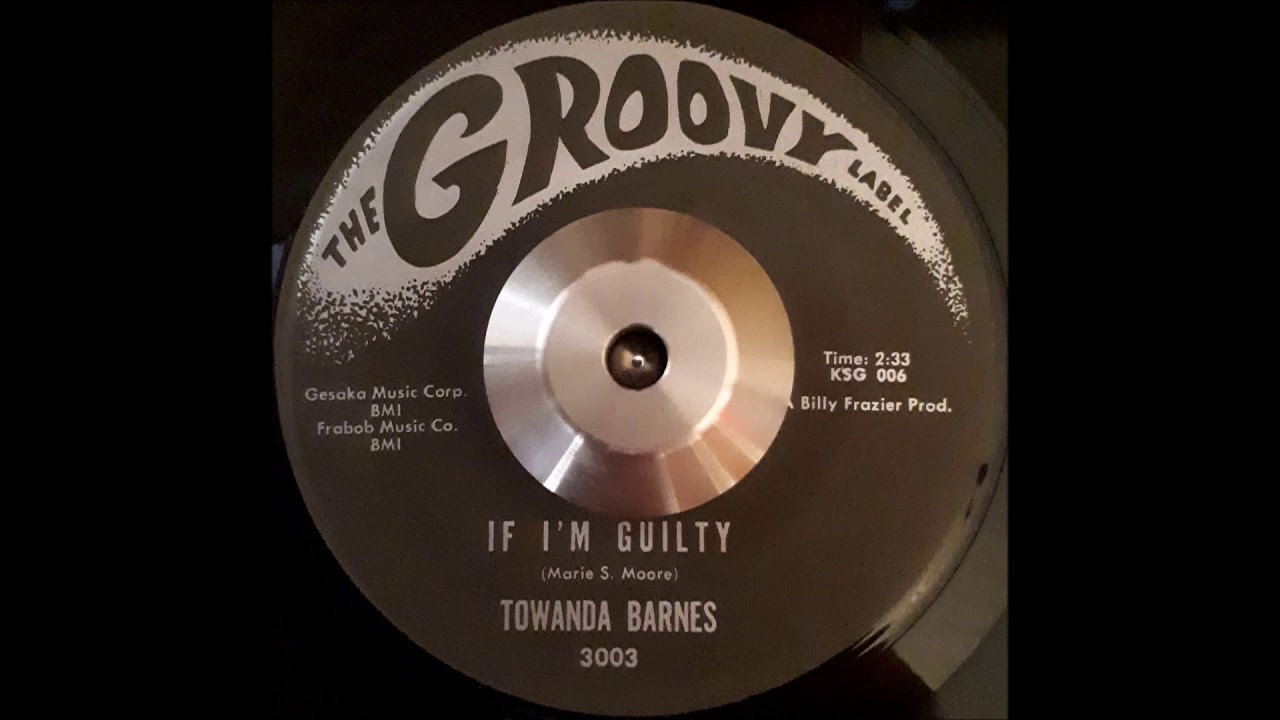 THE GROOVY LABEL
Time: 2:33
KSG 006
A Billy Frazier Prod.
Gesaka Music Corp.
BMI
Frabob Music Co.
BMI
IF I'M GUILTY
(Marie S. Moore)
TOWANDA BARNES
3003